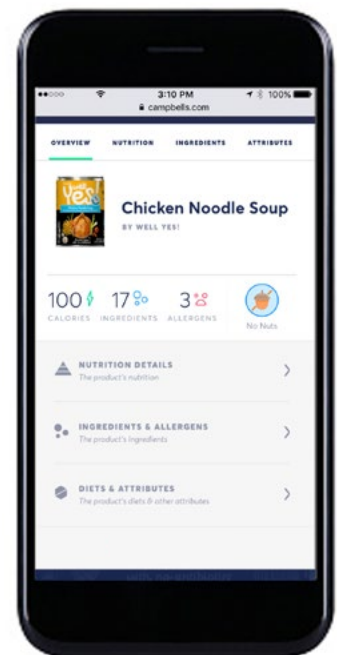 3:10 PM
100%
campbells.com
OVERVIEW NUTRITION INGREDIENTS ATTRIBUTES
Well
Yes!
Chicken Noodle Soup
BY WELL YES!
100 17 3
CALORIES INGREDIENTS ALLERGENS
No Nuts
NUTRITION DETAILS
The product's nutrition
INGREDIENTS & ALLERGENS
The product's ingredients
DIETS & ATTRIBUTES
The product's diets & other attributes